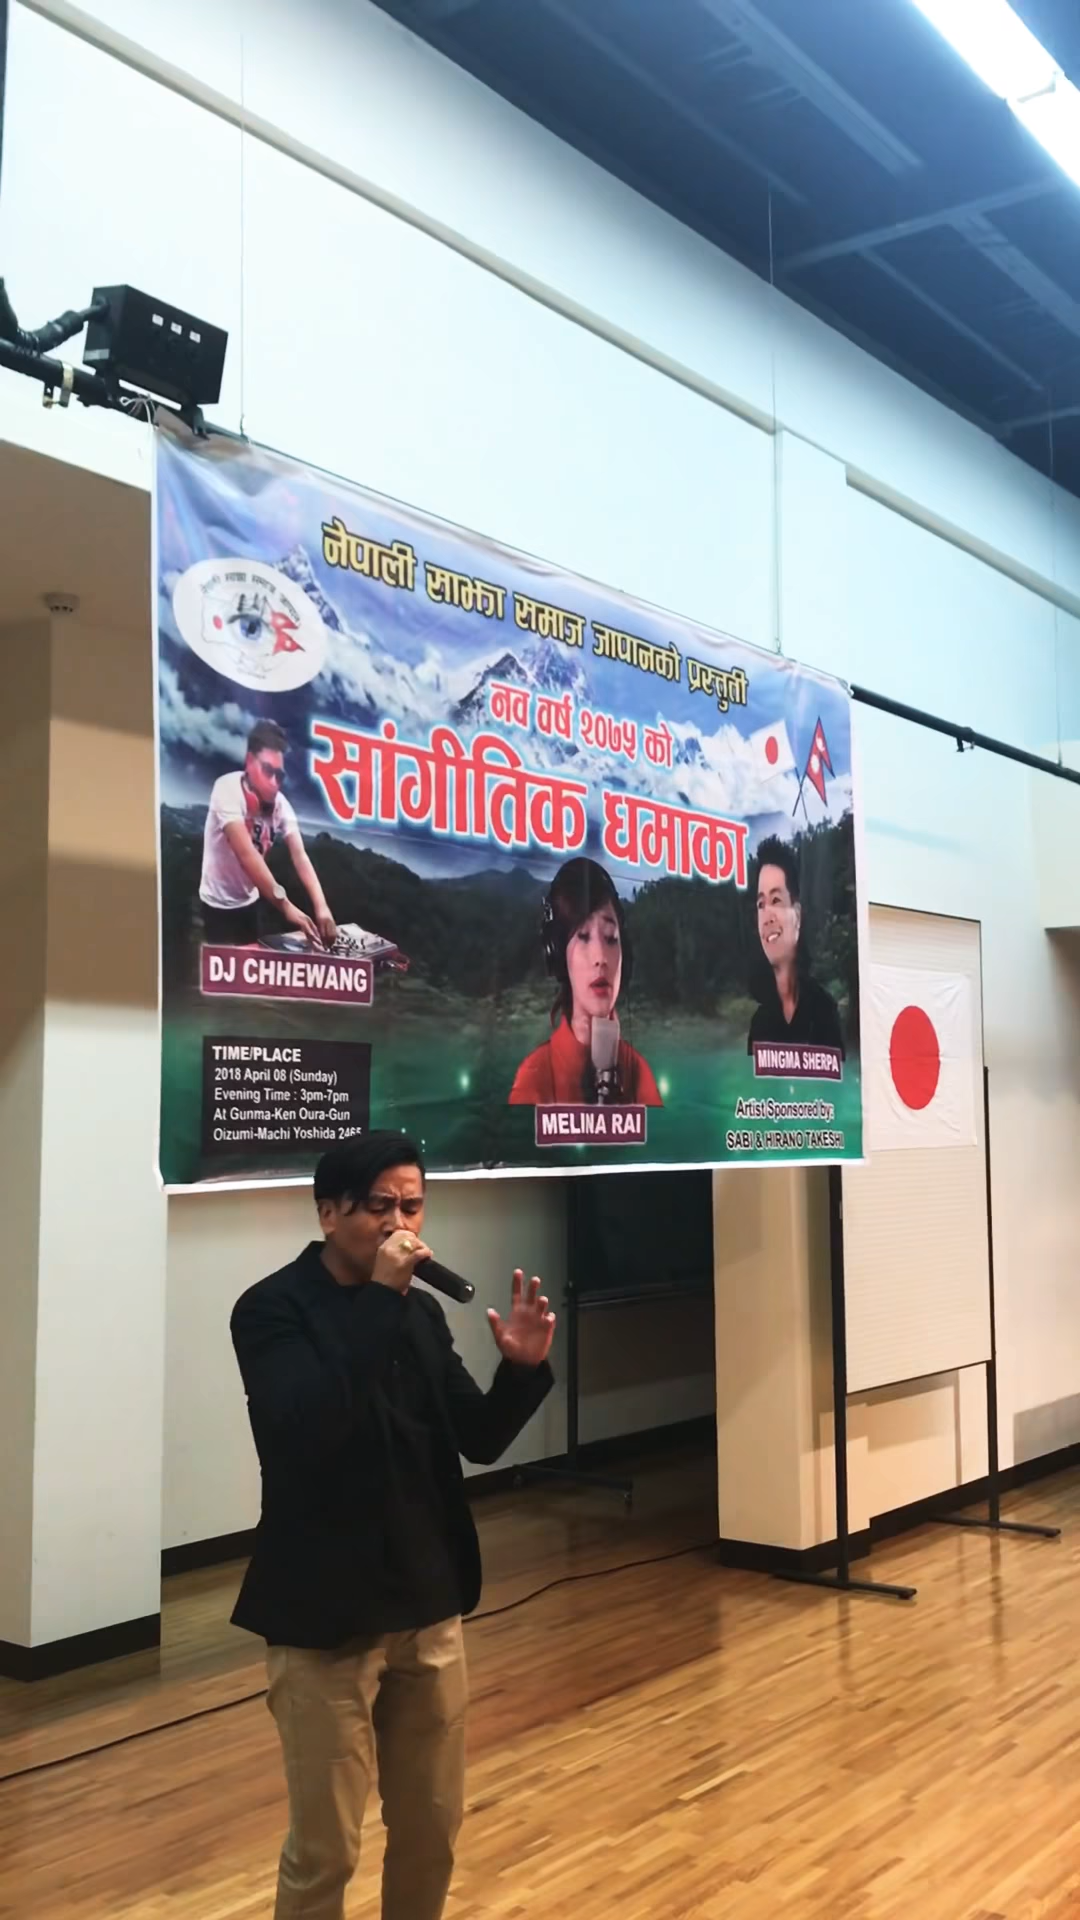 नेपाली साझा समाज जापानको प्रस्तुती
नव वर्ष २०७५ को
सांगीतिक धमाका
DJ CHHEWANG
TIME/PLACE
2018 April 08 (Sunday)
Evening Time : 3pm-7pm
At Gunma-Ken Oura-Gun
Oizumi-Machi Yoshida 2465
MELINA RAI
MINGMA SHERPA
Artist Sponsored by:
SABI & HIRANO TAKESHI